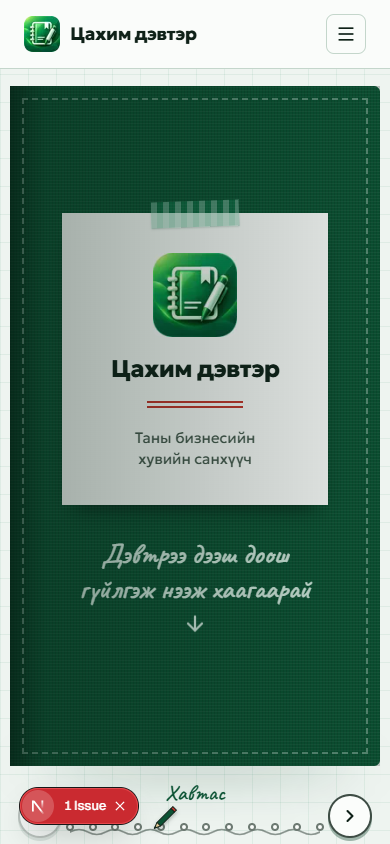 Цахим дэвтэр
Цахим дэвтэр
Таны бизнесийн
хувийн санхүүч
Дэвтрээ дээш доош
гүйлгэж нээж хаагаарай
Хавтас
N 1 Issue